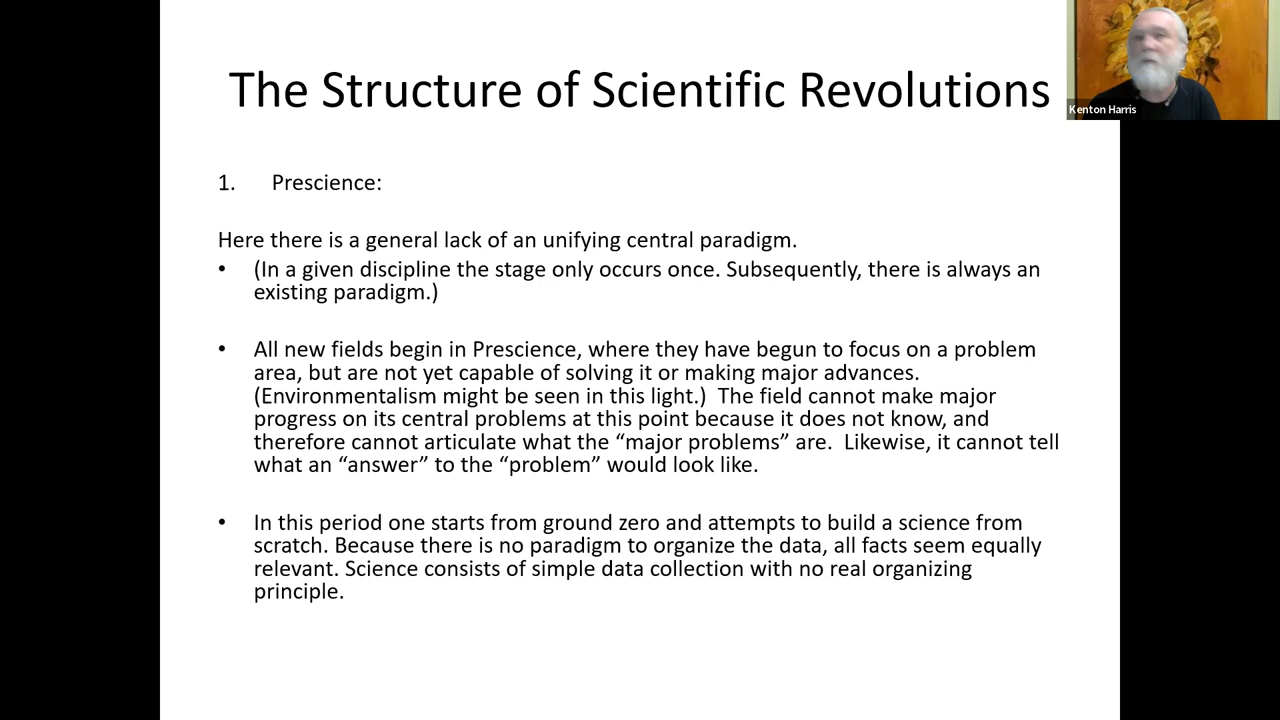 The Structure of Scientific Revolutions
Kenton Harris
1. Prescience:
Here there is a general lack of an unifying central paradigm.
• (In a given discipline the stage only occurs once. Subsequently, there is always an
existing paradigm.)
• All new fields begin in Prescience, where they have begun to focus on a problem
area, but are not yet capable of solving it or making major advances.
(Environmentalism might be seen in this light.)  The field cannot make major
progress on its central problems at this point because it does not know, and
therefore cannot articulate what the “major problems” are.  Likewise, it cannot tell
what an “answer” to the “problem” would look like.
• In this period one starts from ground zero and attempts to build a science from
scratch. Because there is no paradigm to organize the data, all facts seem equally
relevant. Science consists of simple data collection with no real organizing
principle.